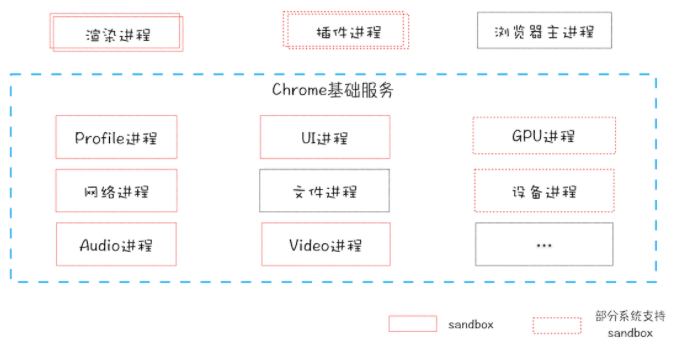 渲染进程
插件进程
浏览器主进程
Chrome基础服务
Profile进程
UI进程
GPU进程
网络进程
文件进程
设备进程
Audio进程
Video进程
...
sandbox
部分系统支持
sandbox